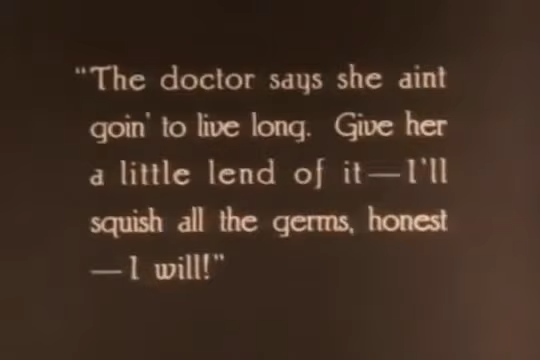 "The doctor says she aint
goin' to live long. Give her
a little lend of it—I'll
squish all the germs, honest
—I will!"